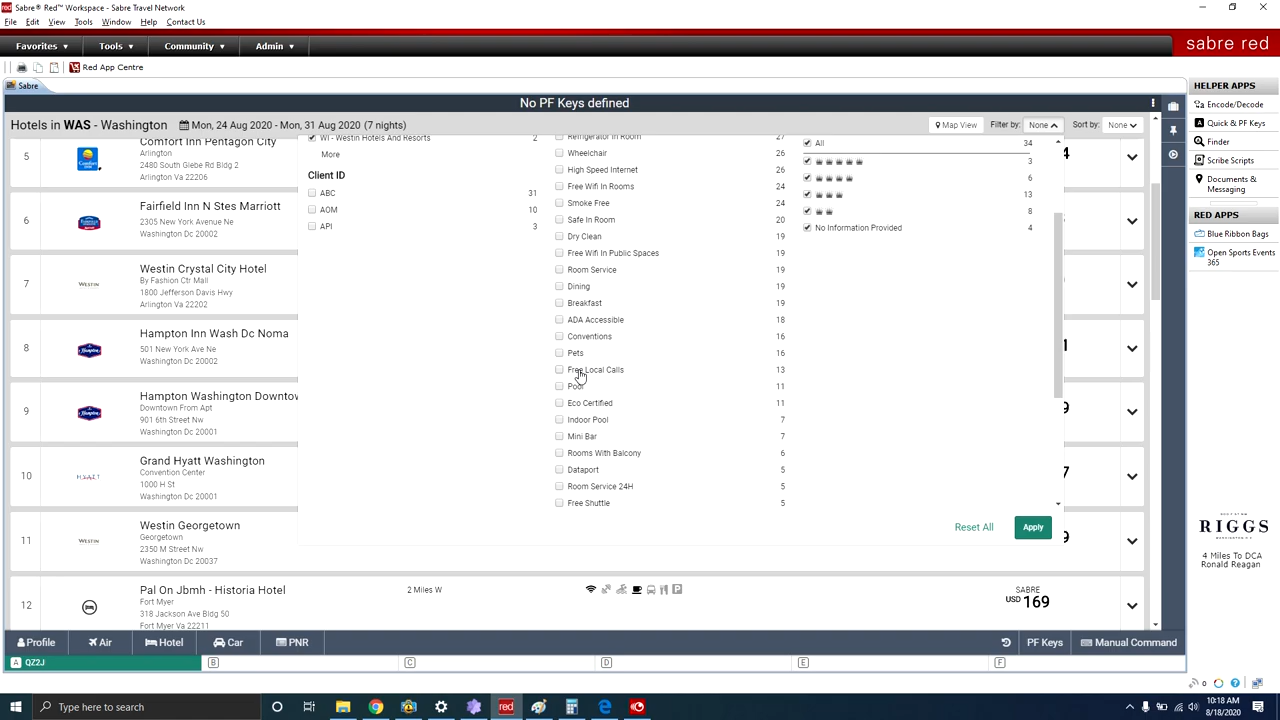 Sabre® Red™ Workspace - Sabre Travel Network
File Edit View Tools Window Help Contact Us
Favorites Tools Community Admin
sabre red
Red App Centre
Sabre
No PF Keys defined
Hotels in WAS - Washington Mon, 24 Aug 2020 - Mon, 31 Aug 2020 (7 nights)
Map View Filter by: None Sort by: None
5
Comfort Inn Pentagon City
Arlington
2480 South Glebe Rd Bldg 2
Arlington Va 22206
4
6
Fairfield Inn N Stes Marriott
2305 New York Avenue Ne
Washington Dc 20002
7
WESTIN
Westin Crystal City Hotel
By Fashion Ctr Mall
1800 Jefferson Davis Hwy
Arlington Va 22202
8
Hampton Inn Wash Dc Noma
501 New York Ave Ne
Washington Dc 20002
1
9
Hampton Washington Downto
Downtown From Apt
901 6th Street Nw
Washington Dc 20001
9
10
HYATT
Grand Hyatt Washington
Convention Center
1000 H St
Washington Dc 20001
7
11
WESTIN
Westin Georgetown
Georgetown
2350 M Street Nw
Washington Dc 20037
9
12
Pal On Jbmh - Historia Hotel
Fort Myer
318 Jackson Ave Bldg 50
Fort Myer Va 22211
2 Miles W
SABRE
USD 169
WI - Westin Hotels And Resorts 2
More
Client ID
ABC 31
AOM 10
API 3
Refrigerator In Room 27
Wheelchair 26
High Speed Internet 26
Free Wifi In Rooms 24
Smoke Free 24
Safe In Room 20
Dry Clean 19
Free Wifi In Public Spaces 19
Room Service 19
Dining 19
Breakfast 19
ADA Accessible 18
Conventions 16
Pets 16
Free Local Calls 13
Pool 11
Eco Certified 11
Indoor Pool 7
Mini Bar 7
Rooms With Balcony 6
Dataport 5
Room Service 24H 5
Free Shuttle 5
All 34
3
6
13
8
No Information Provided 4
Reset All Apply
Profile Air Hotel Car PNR
PF Keys Manual Command
A QZ2J B C D E F
HELPER APPS
Encode/Decode
Quick & PF Keys
Finder
Scribe Scripts
Documents &
Marketing
RED APPS
Blue Ribbon Bags
Open Sports Events
365
RIGGS
4 Miles To DCA
Ronald Reagan
0
Type here to search
red
10:18 AM
8/18/2020